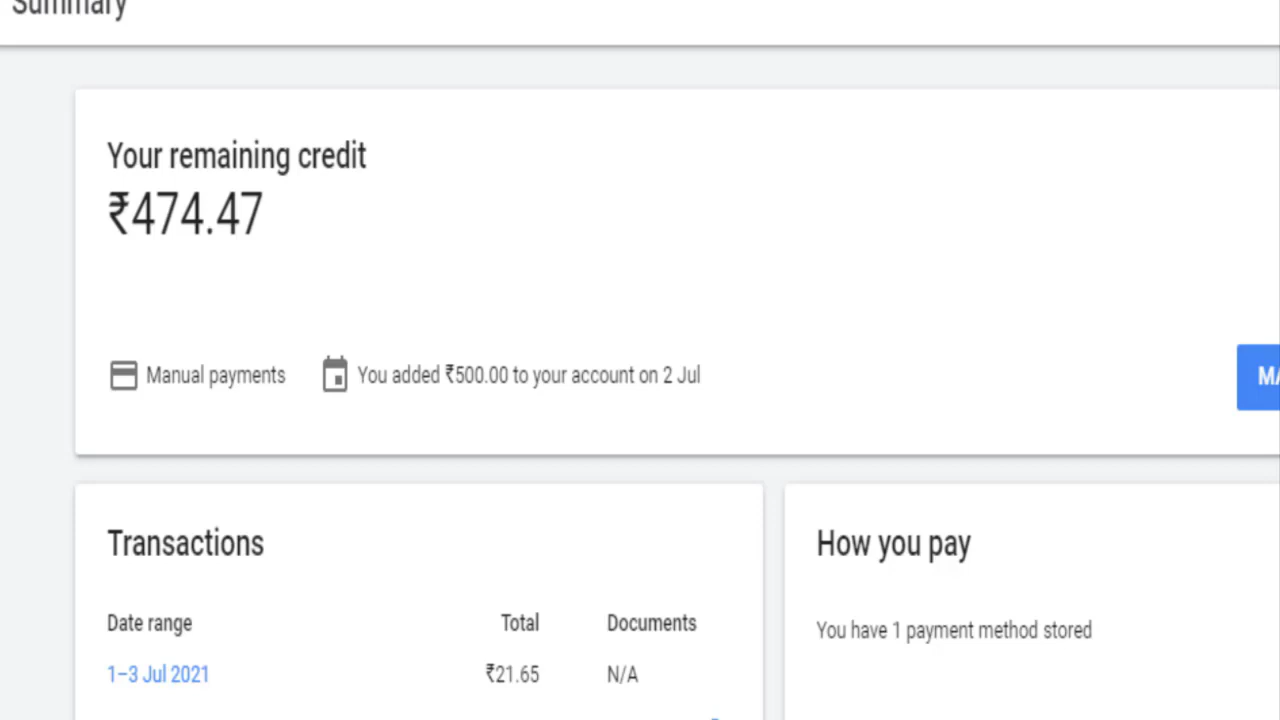 Summary
Your remaining credit
₹474.47
Manual payments
You added ₹500.00 to your account on 2 Jul
Transactions
Date range Total Documents
1–3 Jul 2021 ₹21.65 N/A
How you pay
You have 1 payment method stored